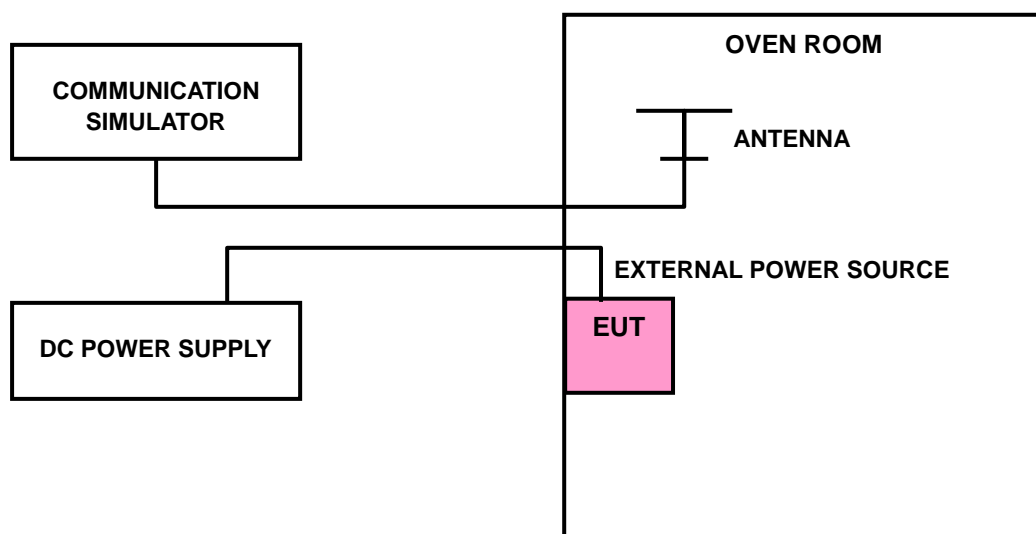 OVEN ROOM
COMMUNICATION
SIMULATOR
ANTENNA
EXTERNAL POWER SOURCE
EUT
DC POWER SUPPLY